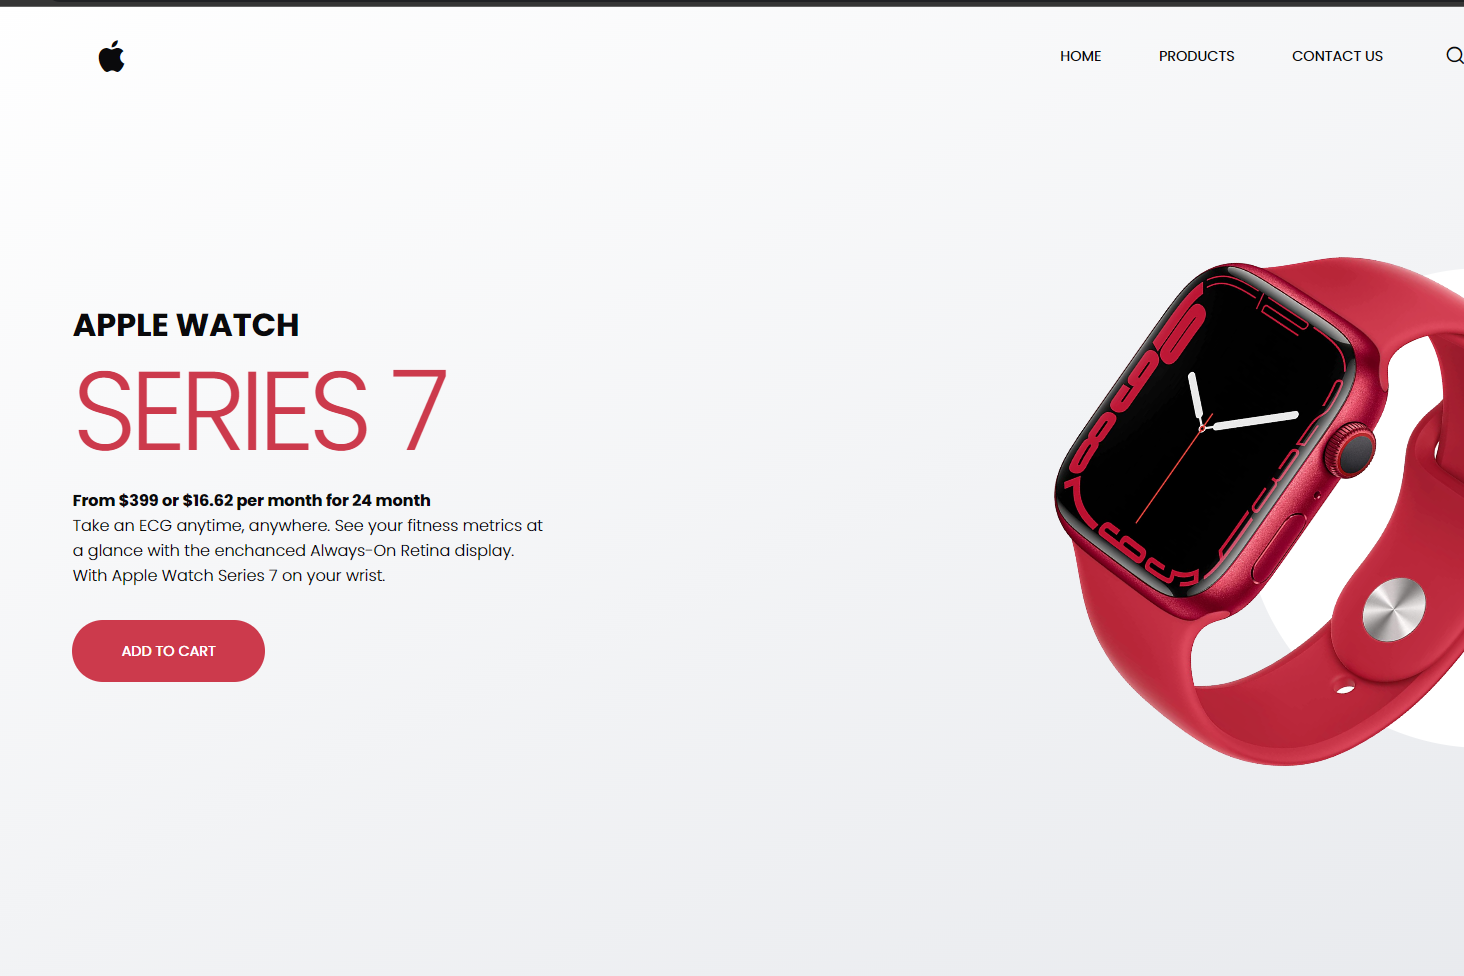 HOME PRODUCTS CONTACT US
APPLE WATCH
SERIES 7
From $399 or $16.62 per month for 24 month
Take an ECG anytime, anywhere. See your fitness metrics at
a glance with the enchanced Always-On Retina display.
With Apple Watch Series 7 on your wrist.
ADD TO CART